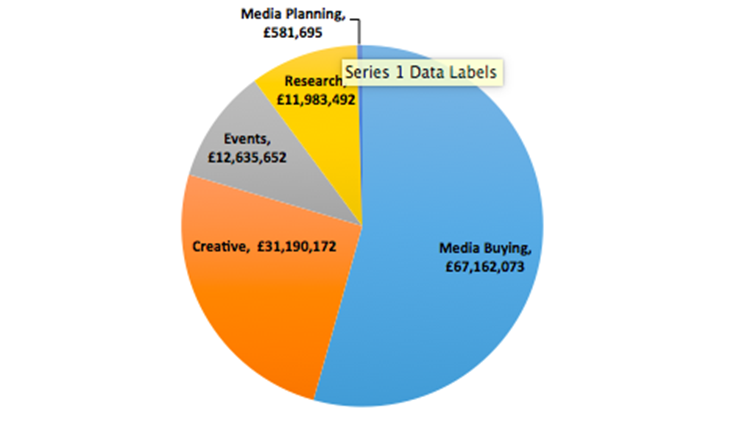 Media Planning,
£581,695
Series 1 Data Labels
Research,
£11,983,492
Events,
£12,635,652
Creative, £31,190,172
Media Buying,
£67,162,073